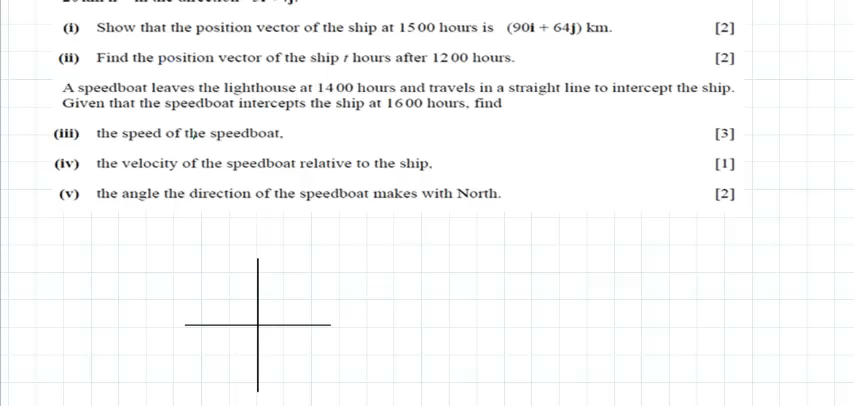 (i) Show that the position vector of the ship at 1500 hours is (90i + 64j) km. [2]
(ii) Find the position vector of the ship t hours after 1200 hours. [2]
A speedboat leaves the lighthouse at 1400 hours and travels in a straight line to intercept the ship.
Given that the speedboat intercepts the ship at 1600 hours, find
(iii) the speed of the speedboat, [3]
(iv) the velocity of the speedboat relative to the ship, [1]
(v) the angle the direction of the speedboat makes with North. [2]